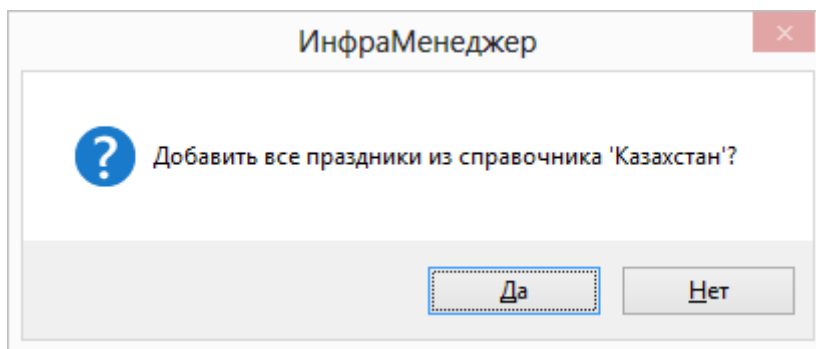 ИнфраМенеджер
Добавить все праздники из справочника 'Казахстан'?
Да
Нет